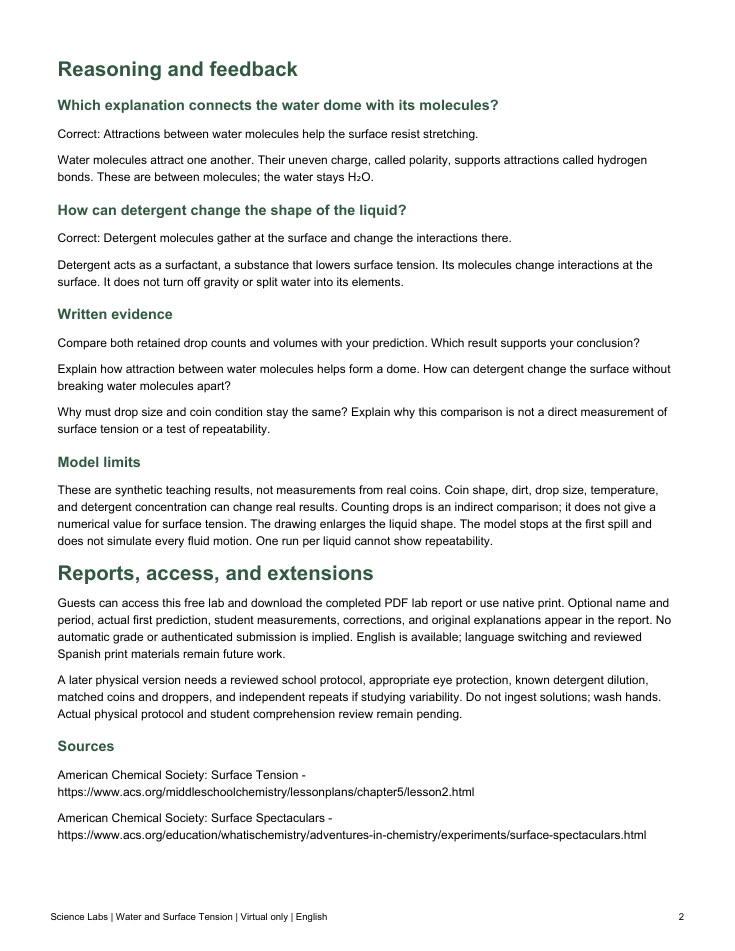 Reasoning and feedback
Which explanation connects the water dome with its molecules?
Correct: Attractions between water molecules help the surface resist stretching.
Water molecules attract one another. Their uneven charge, called polarity, supports attractions called hydrogen
bonds. These are between molecules; the water stays H₂O.
How can detergent change the shape of the liquid?
Correct: Detergent molecules gather at the surface and change the interactions there.
Detergent acts as a surfactant, a substance that lowers surface tension. Its molecules change interactions at the
surface. It does not turn off gravity or split water into its elements.
Written evidence
Compare both retained drop counts and volumes with your prediction. Which result supports your conclusion?
Explain how attraction between water molecules helps form a dome. How can detergent change the surface without
breaking water molecules apart?
Why must drop size and coin condition stay the same? Explain why this comparison is not a direct measurement of
surface tension or a test of repeatability.
Model limits
These are synthetic teaching results, not measurements from real coins. Coin shape, dirt, drop size, temperature,
and detergent concentration can change real results. Counting drops is an indirect comparison; it does not give a
numerical value for surface tension. The drawing enlarges the liquid shape. The model stops at the first spill and
does not simulate every fluid motion. One run per liquid cannot show repeatability.
Reports, access, and extensions
Guests can access this free lab and download the completed PDF lab report or use native print. Optional name and
period, actual first prediction, student measurements, corrections, and original explanations appear in the report. No
automatic grade or authenticated submission is implied. English is available; language switching and reviewed
Spanish print materials remain future work.
A later physical version needs a reviewed school protocol, appropriate eye protection, known detergent dilution,
matched coins and droppers, and independent repeats if studying variability. Do not ingest solutions; wash hands.
Actual physical protocol and student comprehension review remain pending.
Sources
American Chemical Society: Surface Tension -
https://www.acs.org/middleschoolchemistry/lessonplans/chapter5/lesson2.html
American Chemical Society: Surface Spectaculars -
https://www.acs.org/education/whatischemistry/adventures-in-chemistry/experiments/surface-spectaculars.html
Science Labs | Water and Surface Tension | Virtual only | English
2